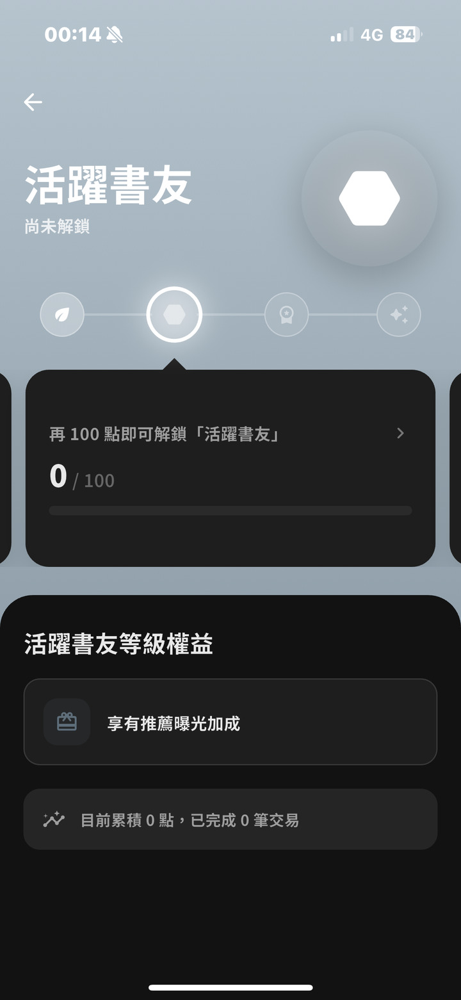 00:14
4G
84
活躍書友
尚未解鎖
再 100 點即可解鎖「活躍書友」
0 / 100
活躍書友等級權益
享有推薦曝光加成
目前累積 0 點，已完成 0 筆交易